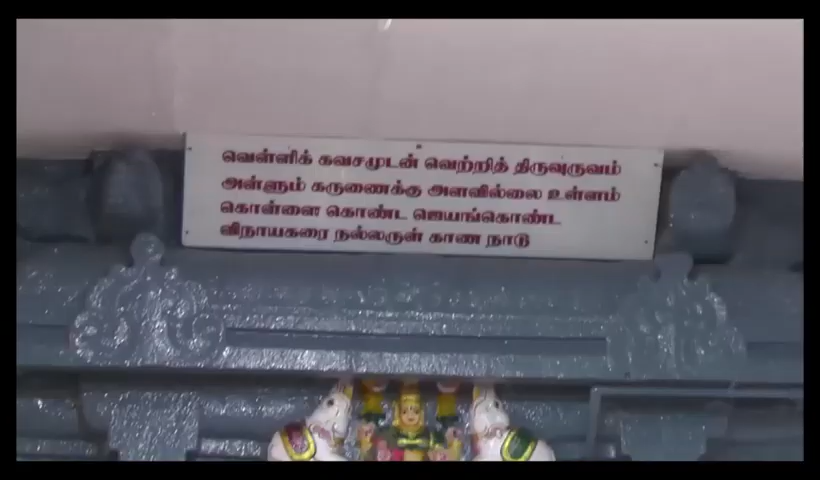 வெள்ளிக் கவசமுடன் வெற்றித் திருவுருவம்
அள்ளும் கருணைக்கு அளவில்லை உள்ளம்
கொள்ளை கொண்ட ஜெயங்கொண்ட
விநாயகரை நல்லருள் காண நாடு